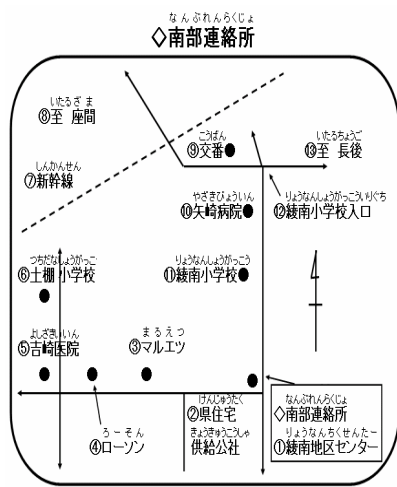 なんぶれんらくじょ
◇南部連絡所
いたるざま
⑧至 座間
こうばん
⑨交番
いたるちょうご
⑬至 長後
しんかんせん
⑦新幹線
やざきびょういん
⑩矢崎病院
りょうなんしょうがっこういりぐち
⑫綾南小学校入口
つちだなしょうがっこ
⑥土棚小学校
りょうなんしょうがっこう
⑪綾南小学校
よしざきいいん
⑤吉崎医院
まるえつ
③マルエツ
ろーそん
④ローソン
けんじゅうたく
②県住宅
きょうきゅうこうしゃ
供給公社
なんぶれんらくじょ
◇南部連絡所
りょうなんちくせんたー
①綾南地区センター